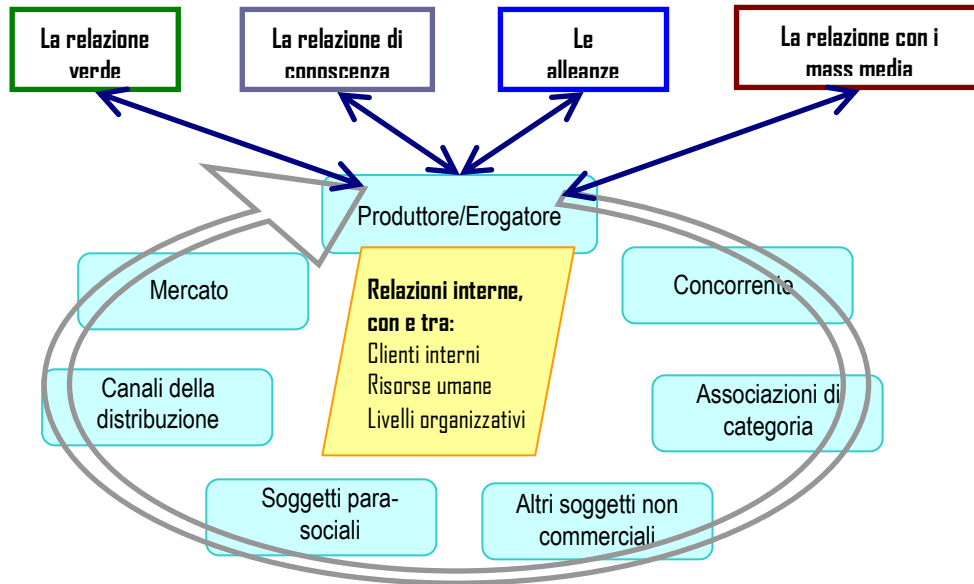 La relazione
verde
La relazione di
conoscenza
Le
alleanze
La relazione con i
mass media
Produttore/Erogatore
Mercato
Relazioni interne,
con e tra:
Clienti interni
Risorse umane
Livelli organizzativi
Concorrente
Canali della
distribuzione
Associazioni di
categoria
Soggetti para-
sociali
Altri soggetti non
commerciali